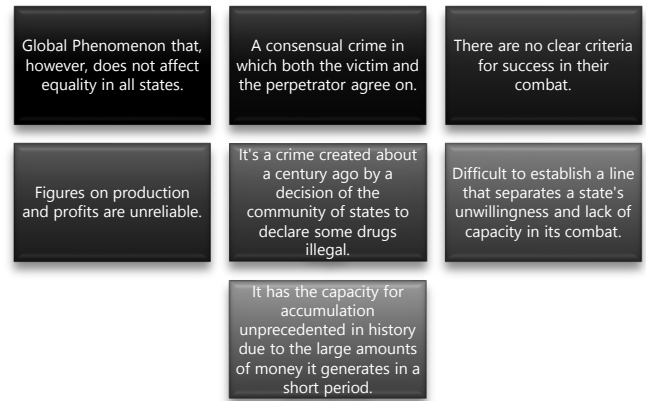 Global Phenomenon that,
however, does not affect
equality in all states.
A consensual crime in
which both the victim and
the perpetrator agree on.
There are no clear criteria
for success in their
combat.
Figures on production
and profits are unreliable.
It's a crime created about
a century ago by a
decision of the
community of states to
declare some drugs
illegal.
Difficult to establish a line
that separates a state's
unwillingness and lack of
capacity in its combat.
It has the capacity for
accumulation
unprecedented in history
due to the large amounts
of money it generates in a
short period.